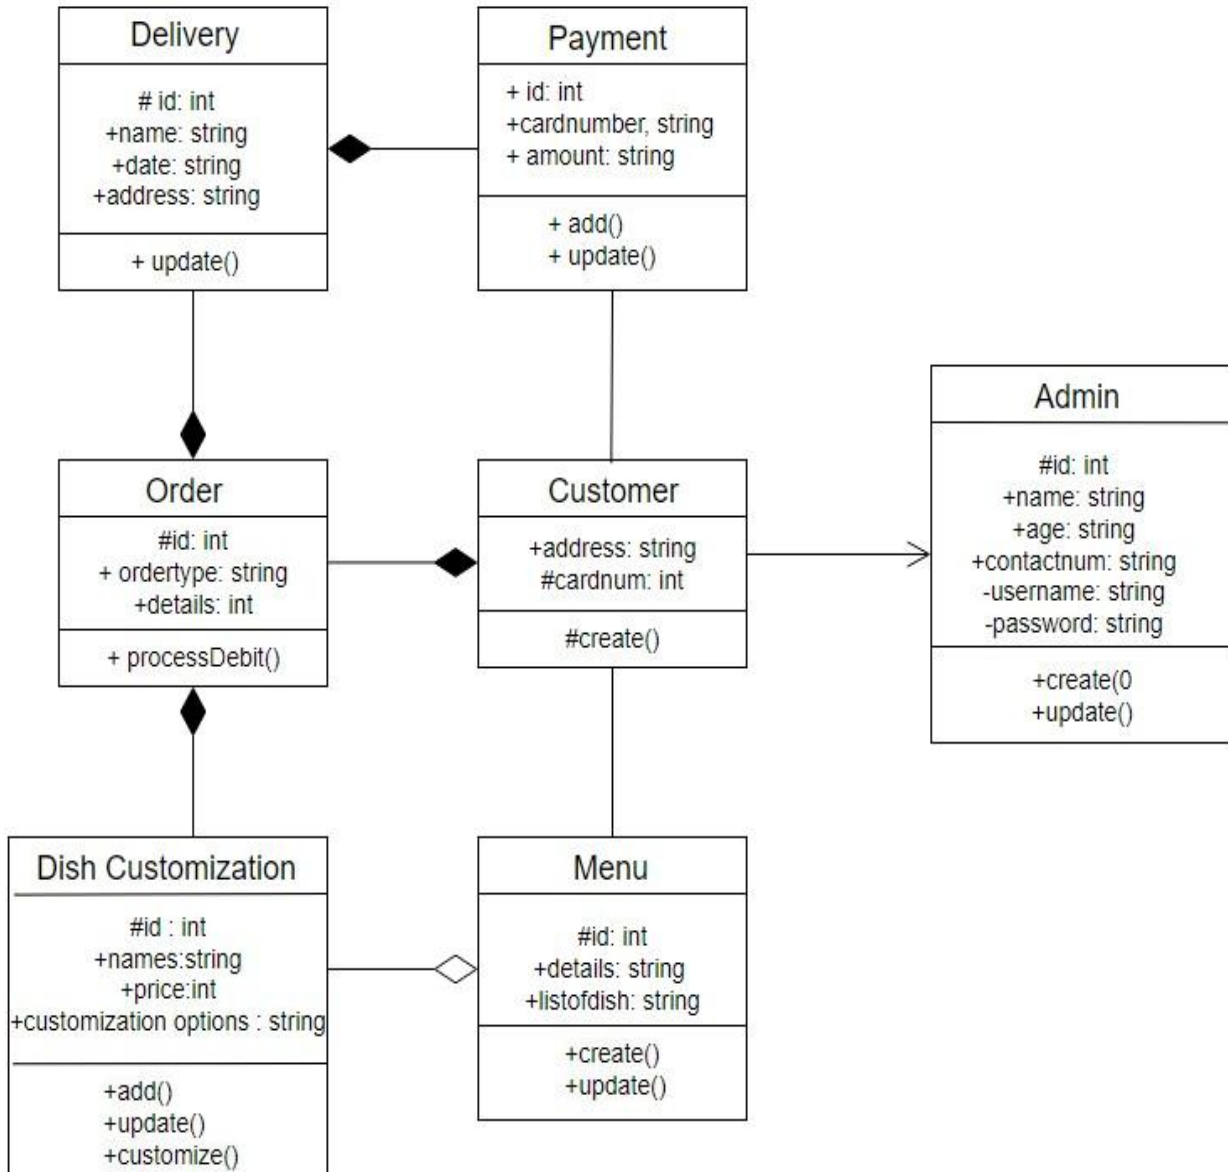 Delivery
# id: int
+name: string
+date: string
+address: string
+ update()
Payment
+ id: int
+cardnumber, string
+ amount: string
+ add()
+ update()
Admin
#id: int
+name: string
+age: string
+contactnum: string
-username: string
-password: string
+create(0
+update()
Order
#id: int
+ ordertype: string
+details: int
+ processDebit()
Customer
+address: string
#cardnum: int
#create()
Dish Customization
#id : int
+names:string
+price:int
+customization options : string
+add()
+update()
+customize()
Menu
#id: int
+details: string
+listofdish: string
+create()
+update()